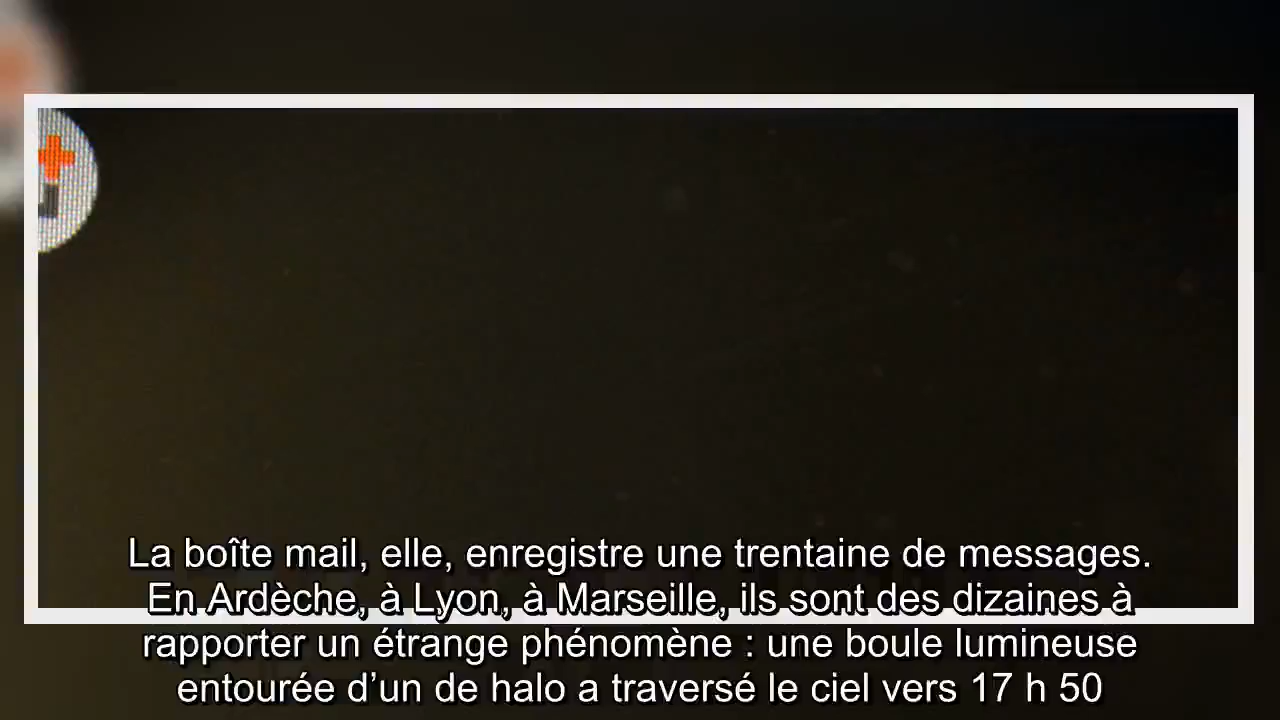 La boîte mail, elle, enregistre une trentaine de messages.
En Ardèche, à Lyon, à Marseille, ils sont des dizaines à
rapporter un étrange phénomène : une boule lumineuse
entourée d’un de halo a traversé le ciel vers 17 h 50